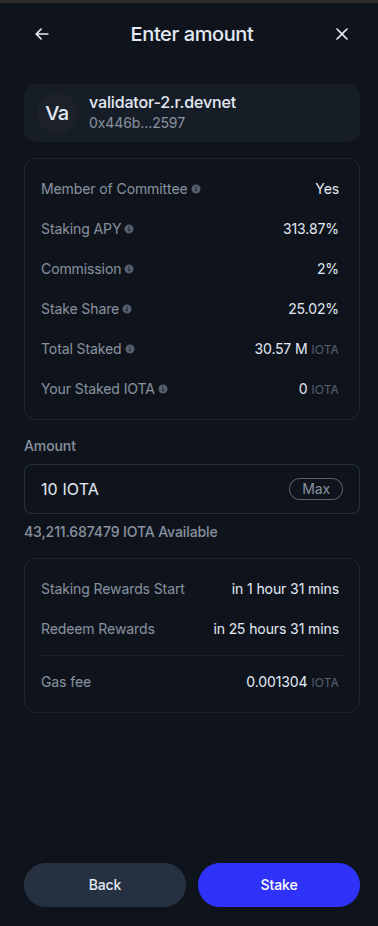 Enter amount
Va
validator-2.r.devnet
0x446b...2597
Member of Committee Yes
Staking APY 313.87%
Commission 2%
Stake Share 25.02%
Total Staked 30.57 M IOTA
Your Staked IOTA 0 IOTA
Amount
10 IOTA Max
43,211.687479 IOTA Available
Staking Rewards Start in 1 hour 31 mins
Redeem Rewards in 25 hours 31 mins
Gas fee 0.001304 IOTA
Back Stake